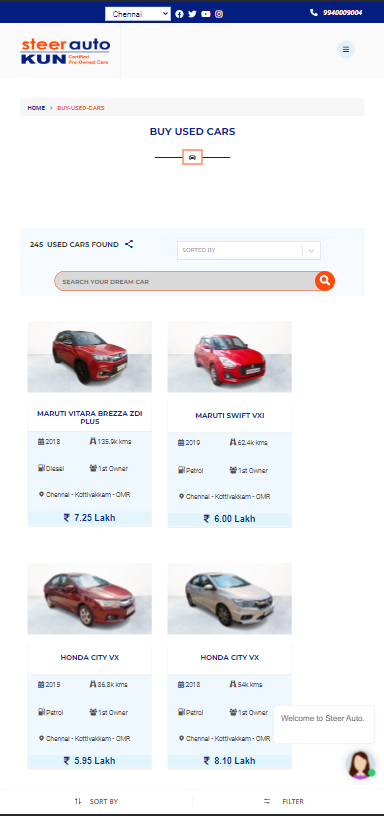 Chennai
9940009004
steer auto
KUN Certified
Pre-Owned Cars
HOME > BUY-USED-CARS
BUY USED CARS
245 USED CARS FOUND
SORTED BY
SEARCH YOUR DREAM CAR
MARUTI VITARA BREZZA ZDI
PLUS
2018 135.9k kms
Diesel 1st Owner
Chennai - Kottivakkam - OMR
₹ 7.25 Lakh
MARUTI SWIFT VXI
2019 62.4k kms
Petrol 1st Owner
Chennai - Kottivakkam - OMR
₹ 6.00 Lakh
HONDA CITY VX
2015 86.8k kms
Petrol 1st Owner
Chennai - Kottivakkam - OMR
₹ 5.95 Lakh
HONDA CITY VX
2018 54k kms
Petrol 1st Owner
Chennai - Kottivakkam - OMR
₹ 8.10 Lakh
Welcome to Steer Auto.
SORT BY
FILTER